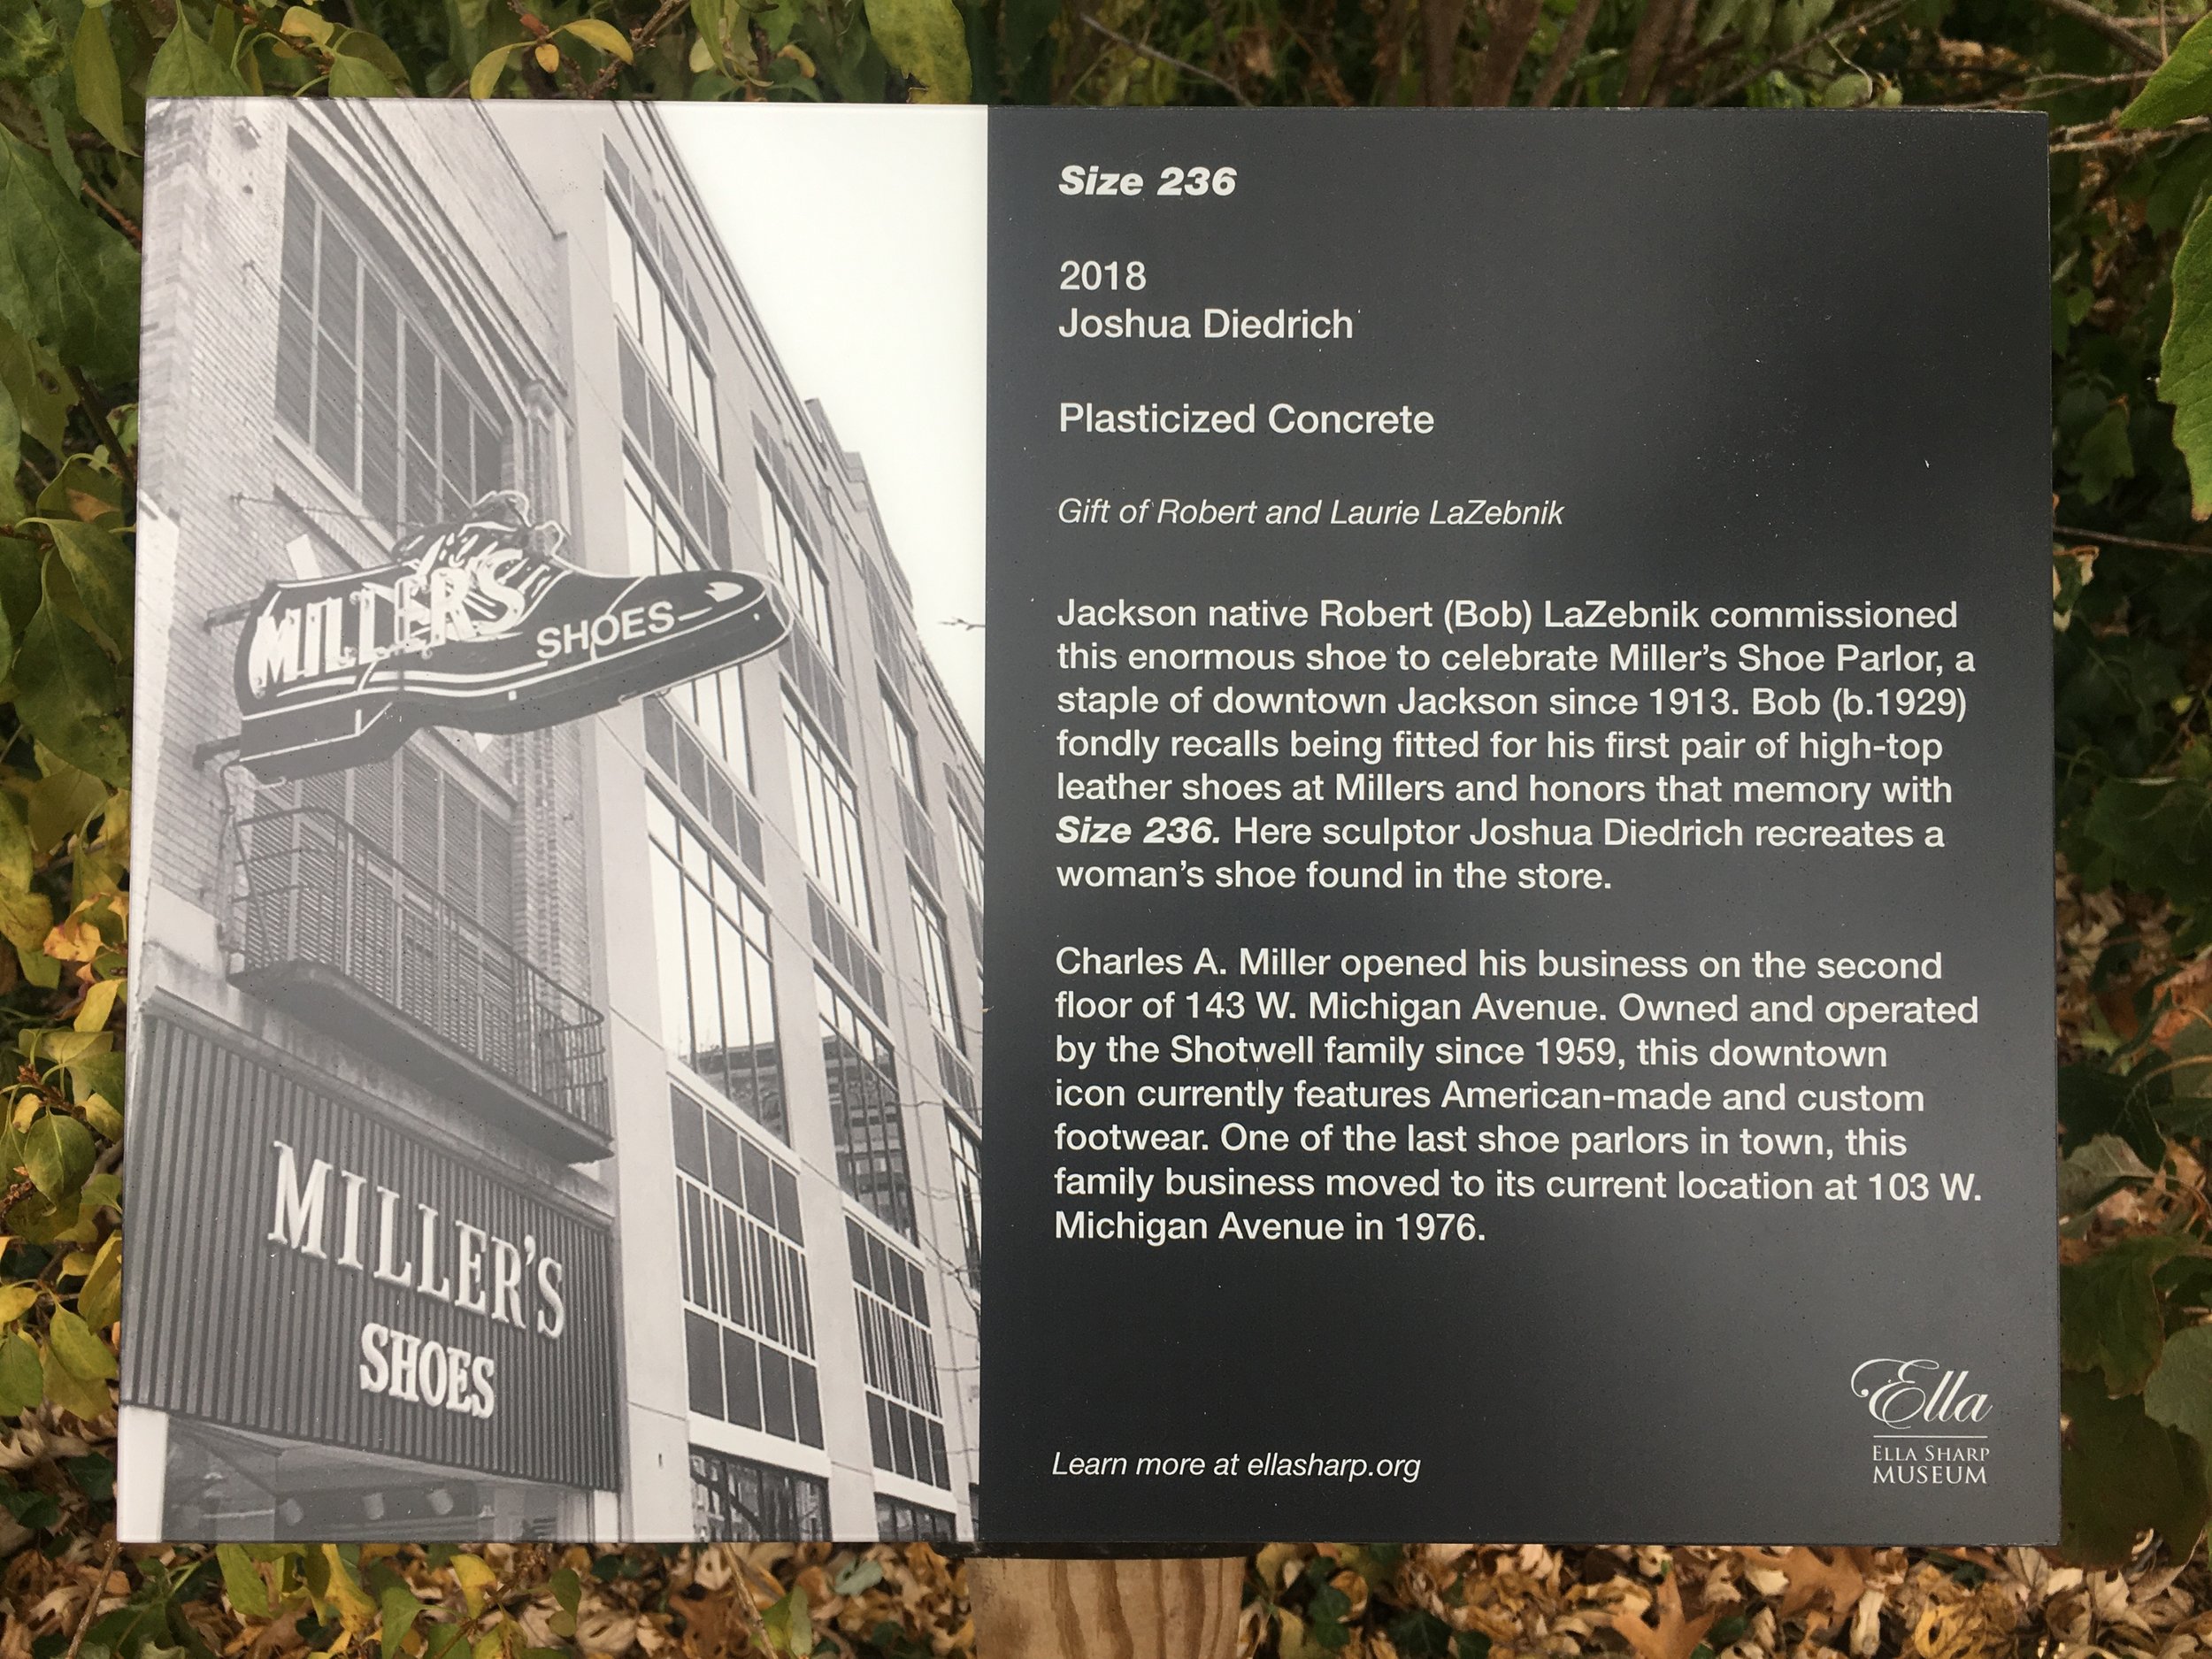 MILLER'S
SHOES
MILLER'S
SHOES
Size 236
2018
Joshua Diedrich
Plasticized Concrete
Gift of Robert and Laurie LaZebnik
Jackson native Robert (Bob) LaZebnik commissioned
this enormous shoe to celebrate Miller’s Shoe Parlor, a
staple of downtown Jackson since 1913. Bob (b.1929)
fondly recalls being fitted for his first pair of high-top
leather shoes at Millers and honors that memory with
Size 236. Here sculptor Joshua Diedrich recreates a
woman’s shoe found in the store.
Charles A. Miller opened his business on the second
floor of 143 W. Michigan Avenue. Owned and operated
by the Shotwell family since 1959, this downtown
icon currently features American-made and custom
footwear. One of the last shoe parlors in town, this
family business moved to its current location at 103 W.
Michigan Avenue in 1976.
Learn more at ellasharp.org
Ella
ELLA SHARP
MUSEUM